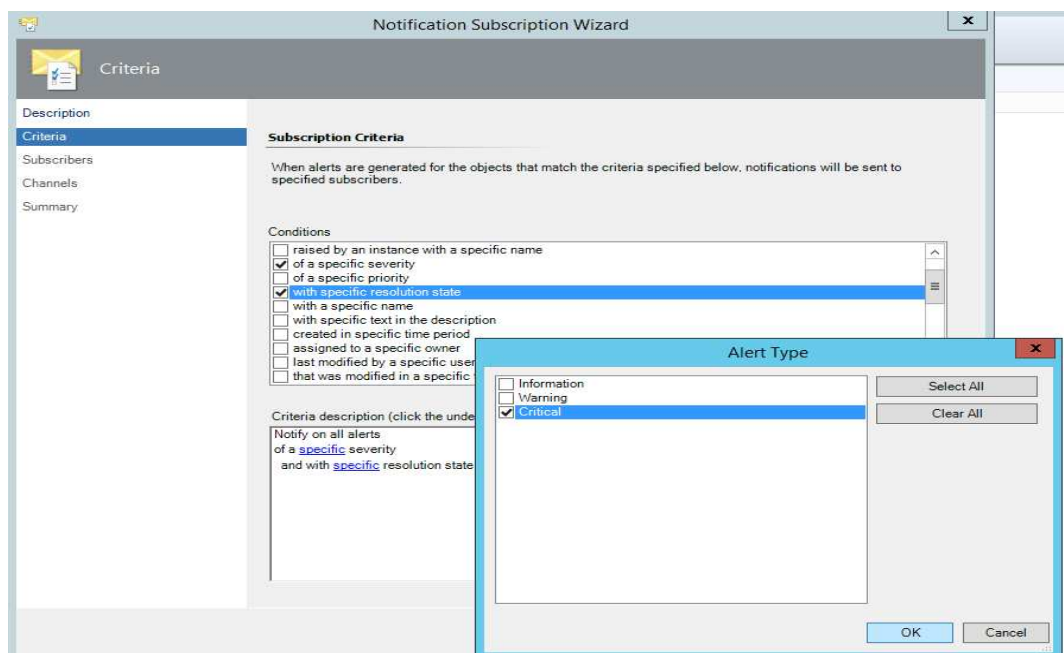 Notification Subscription Wizard
x
Criteria
Description
Criteria
Subscribers
Channels
Summary
Subscription Criteria
When alerts are generated for the objects that match the criteria specified below, notifications will be sent to
specified subscribers.
Conditions
raised by an instance with a specific name
of a specific severity
of a specific priority
with specific resolution state
with a specific name
with specific text in the description
created in specific time period
assigned to a specific owner
last modified by a specific user
that was modified in a specific
Criteria description (click the unde
Notify on all alerts
of a specific severity
and with specific resolution state
Alert Type
x
Information
Warning
Critical
Select All
Clear All
OK
Cancel